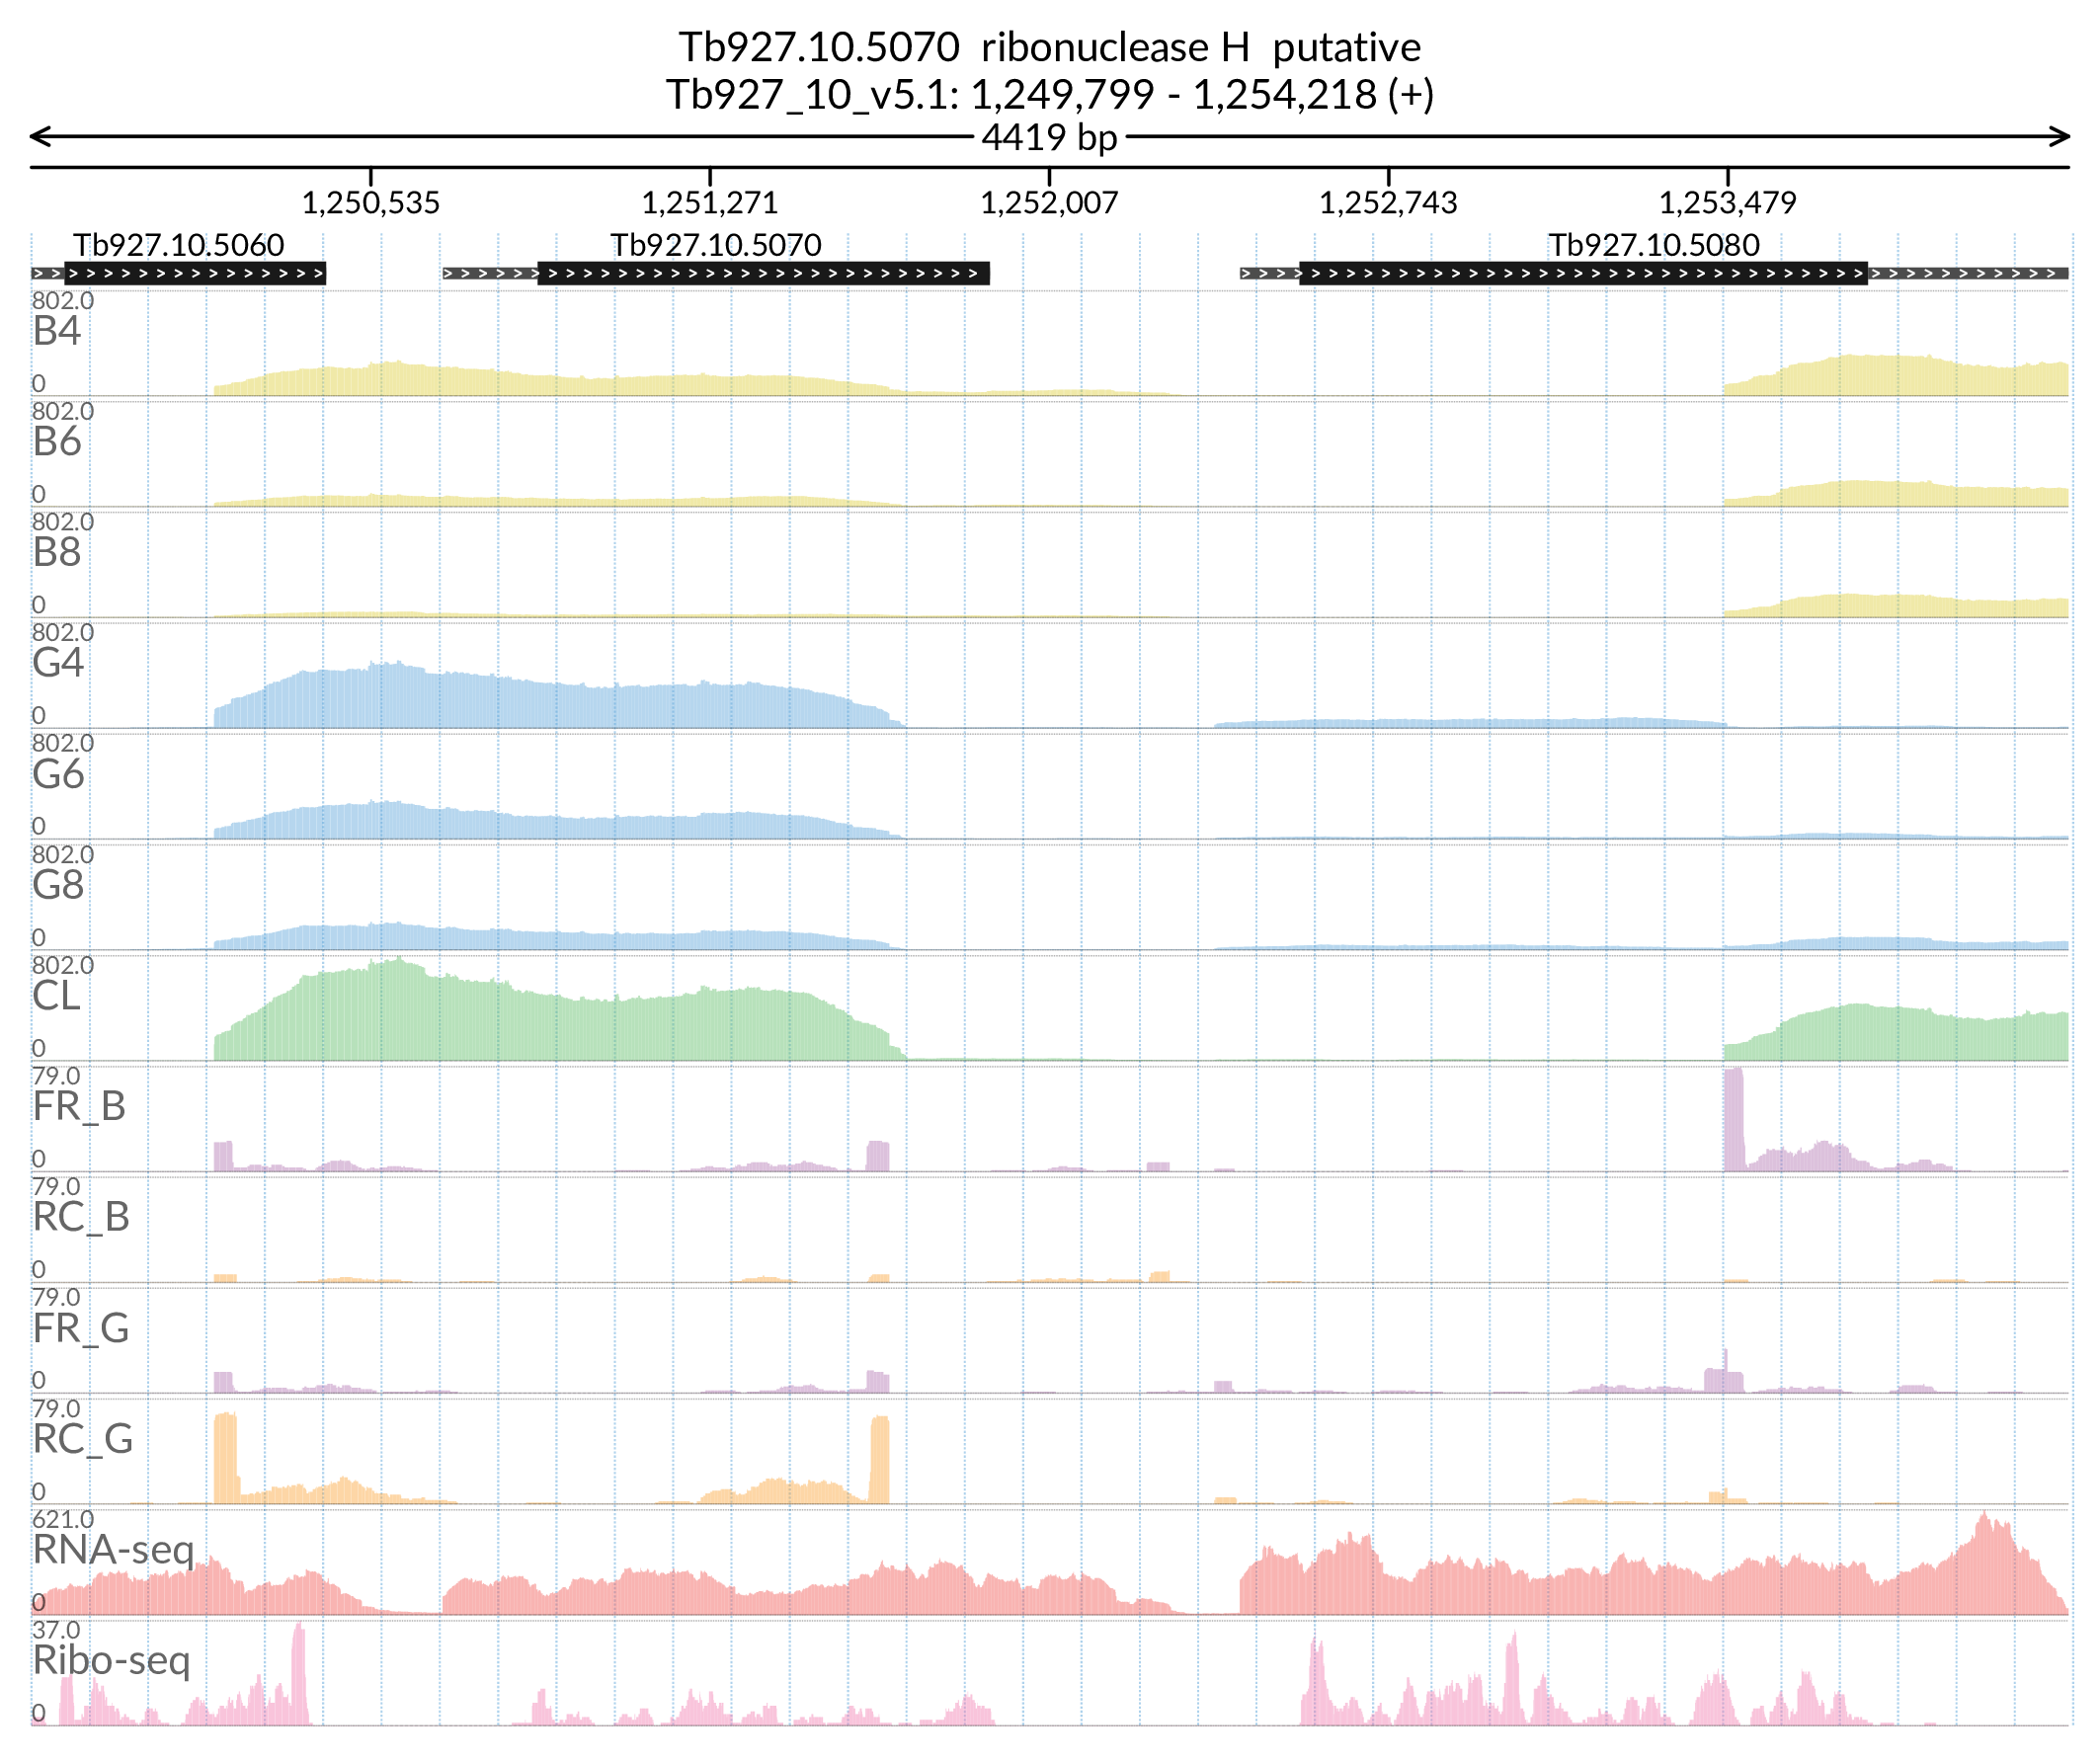 Tb927.10.5070 ribonuclease H putative
Tb927_10_v5.1: 1,249,799 - 1,254,218 (+)
4419 bp
1,250,535 1,251,271 1,252,007 1,252,743 1,253,479
Tb927.10.5060 Tb927.10.5070 Tb927.10.5080
802.0
B4
0
802.0
B6
0
802.0
B8
0
802.0
G4
0
802.0
G6
0
802.0
G8
0
802.0
CL
0
79.0
FR_B
0
79.0
RC_B
0
79.0
FR_G
0
79.0
RC_G
0
621.0
RNA-seq
0
37.0
Ribo-seq
0